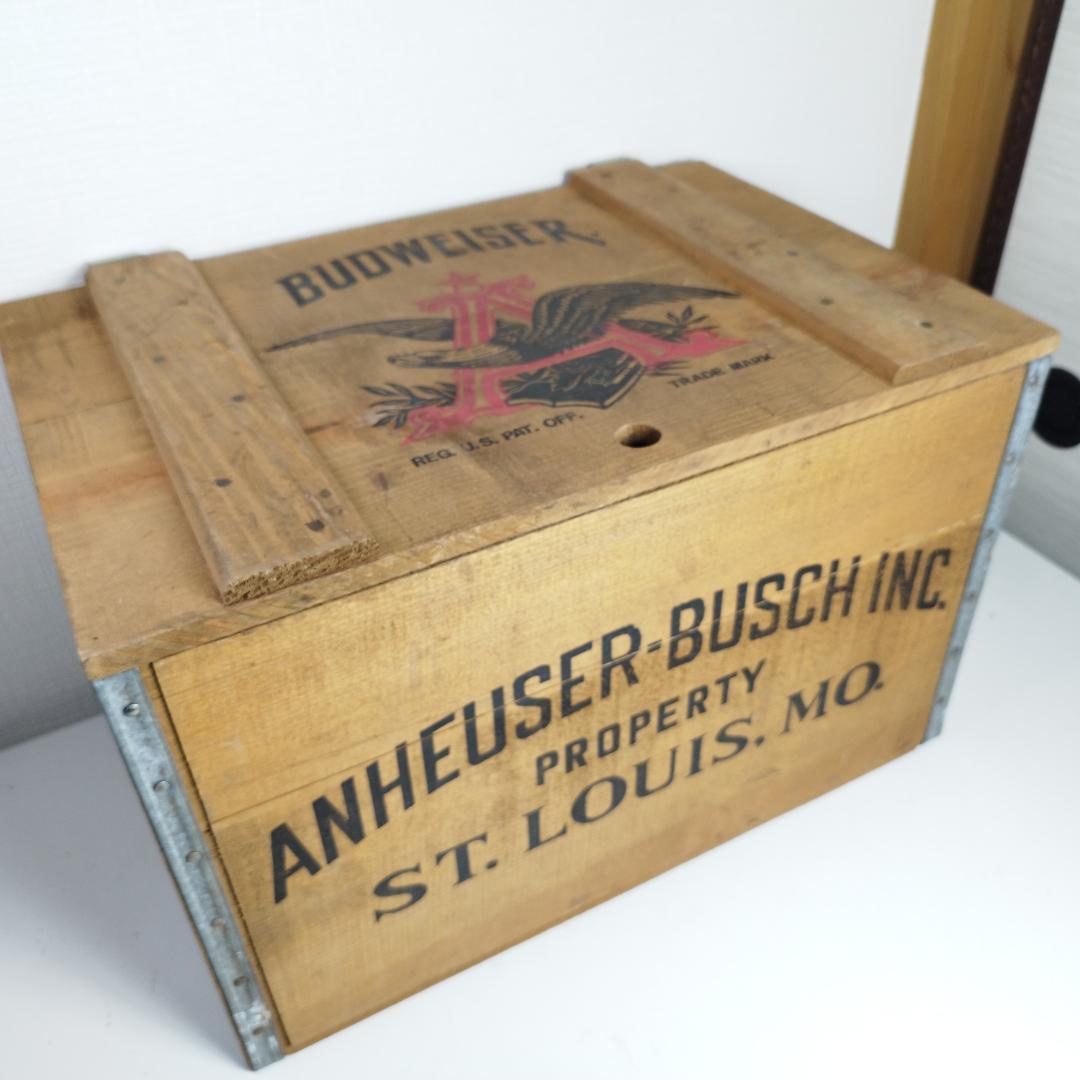 BUDWEISER
REG. U.S. PAT. OFF.
TRADE MARK
ANHEUSER-BUSCH INC.
PROPERTY
ST. LOUIS, MO.